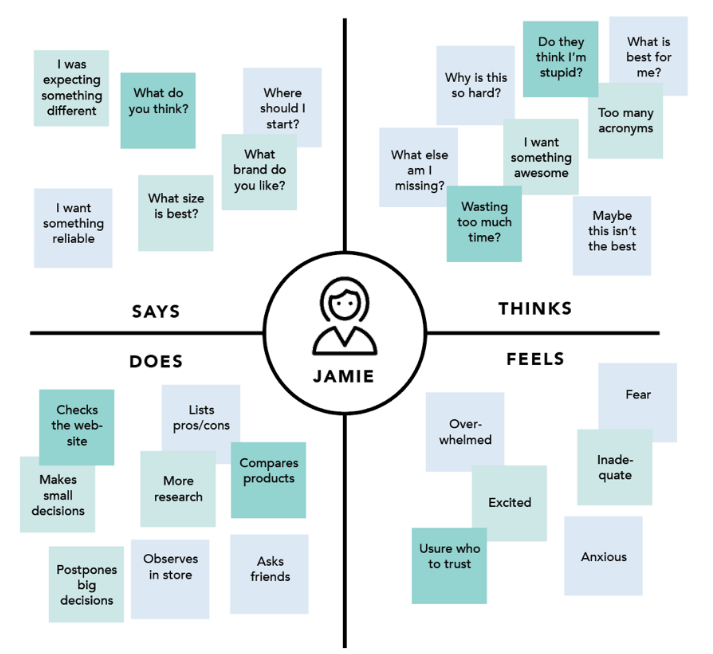 I was
expecting
something
different
What do
you think?
Where
should I
start?
What
brand do
you like?
I want
something
reliable
What size
is best?
SAYS
Why is this
so hard?
Do they
think I'm
stupid?
What is
best for
me?
Too many
acronyms
What else
am I
missing?
I want
something
awesome
Wasting
too much
time?
Maybe
this isn't
the best
THINKS
JAMIE
DOES
Checks
the web-
site
Lists
pros/cons
Makes
small
decisions
More
research
Compares
products
Postpones
big
decisions
Observes
in store
Asks
friends
FEELS
Over-
whelmed
Fear
Inade-
quate
Excited
Usure who
to trust
Anxious